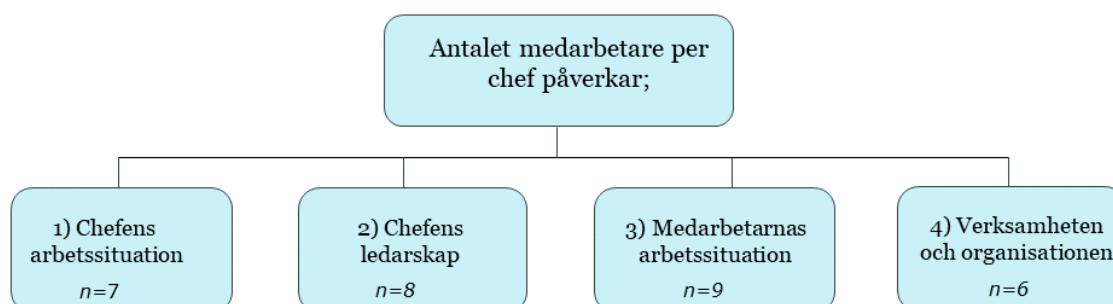 Antalet medarbetare per
chef påverkar;
1) Chefens
arbetssituation
n=7
2) Chefens
ledarskap
n=8
3) Medarbetarnas
arbetssituation
n=9
4) Verksamheten
och organisationen
n=6